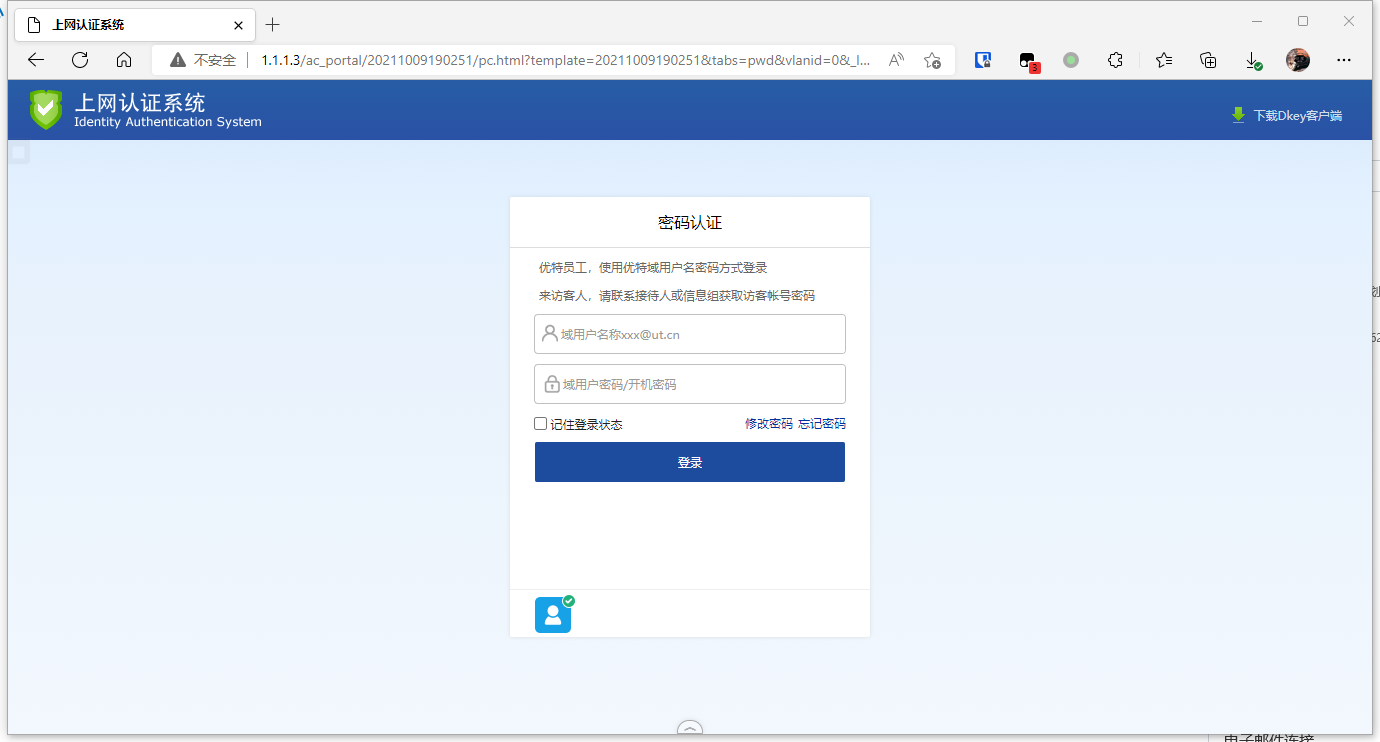 上网认证系统
不安全
1.1.1.3/ac_portal/20211009190251/pc.html?template=20211009190251&tabs=pwd&vlanid=0&_l...
3
上网认证系统
Identity Authentication System
下载Dkey客户端
密码认证
优特员工，使用优特域用户名密码方式登录
来访客人，请联系接待人或信息组获取访客帐号密码
域用户名称xxx@ut.cn
域用户密码/开机密码
记住登录状态
修改密码 忘记密码
登录